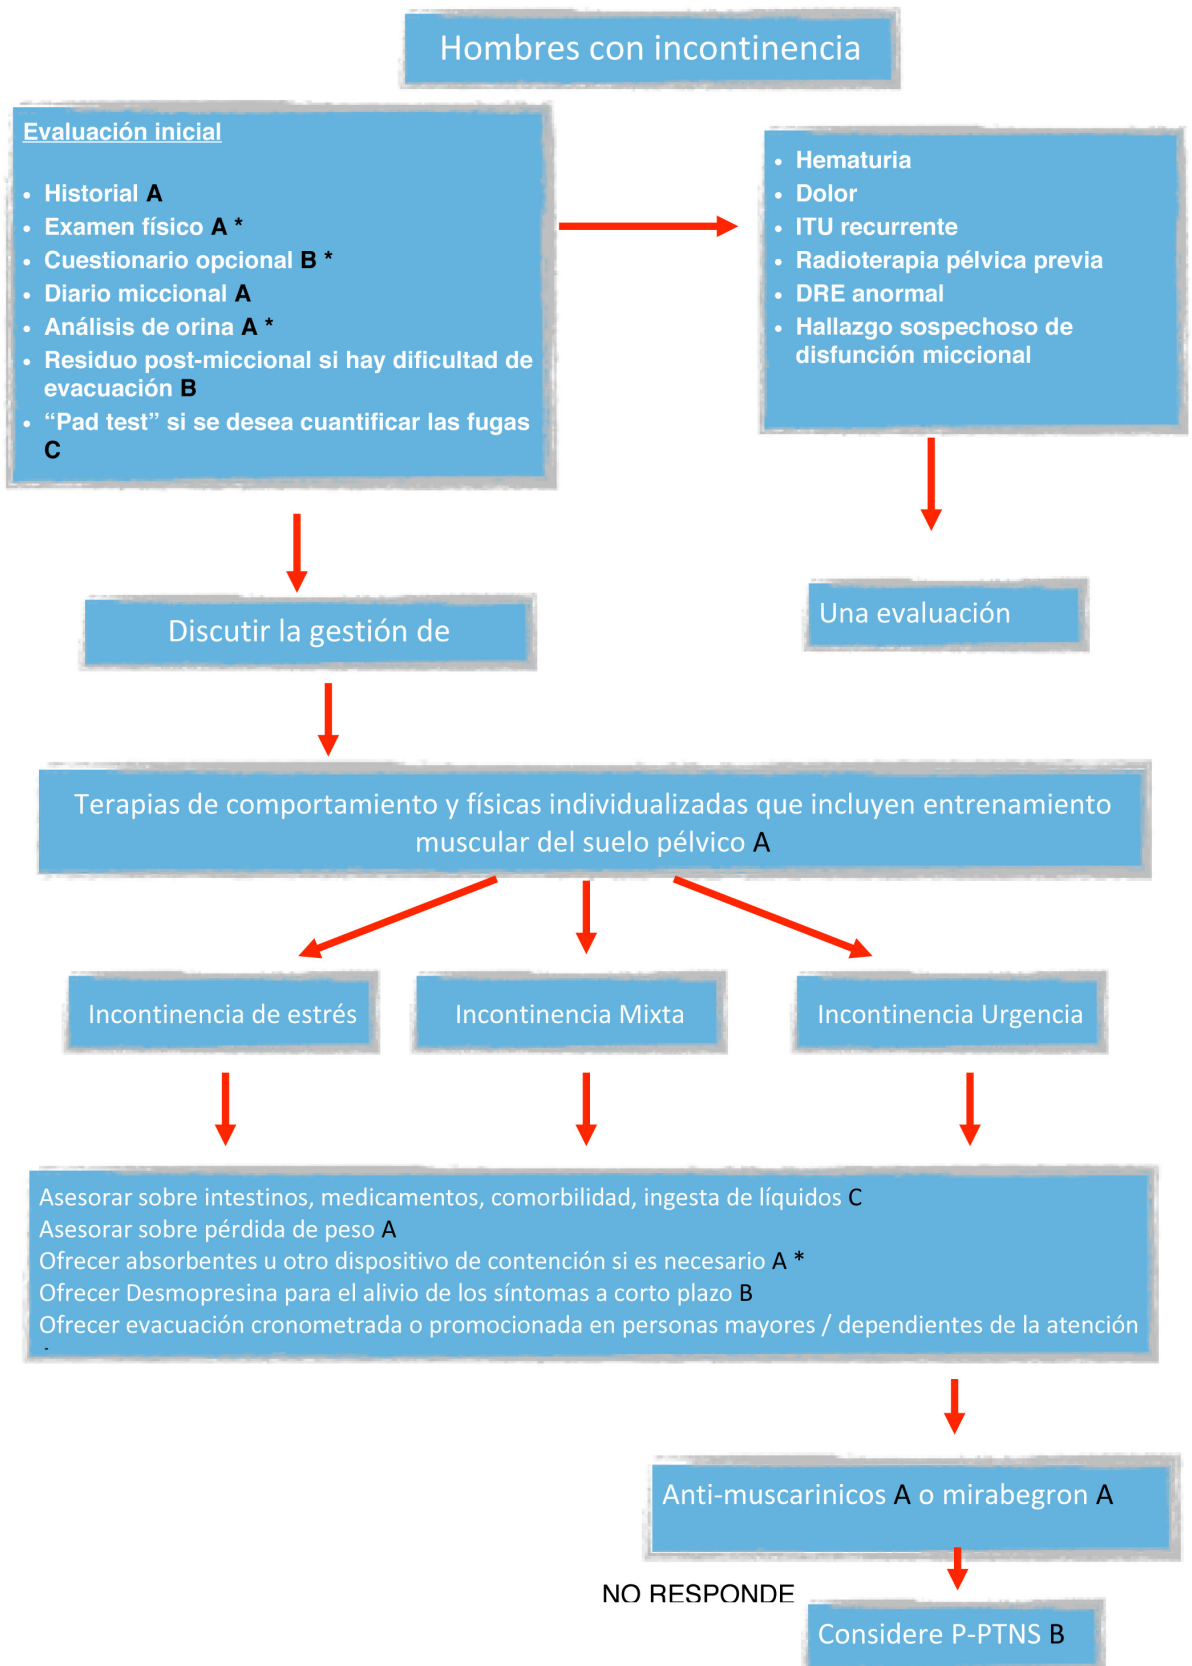 Hombres con incontinencia
Evaluación inicial
• Historial A
• Examen físico A *
• Cuestionario opcional B *
• Diario miccional A
• Análisis de orina A *
• Residuo post-miccional si hay dificultad de
evacuación B
• “Pad test” si se desea cuantificar las fugas
C
• Hematuria
• Dolor
• ITU recurrente
• Radioterapia pélvica previa
• DRE anormal
• Hallazgo sospechoso de
disfunción miccional
Discutir la gestión de
Una evaluación
Terapias de comportamiento y físicas individualizadas que incluyen entrenamiento
muscular del suelo pélvico A
Incontinencia de estrés
Incontinencia Mixta
Incontinencia Urgencia
Asesorar sobre intestinos, medicamentos, comorbilidad, ingesta de líquidos C
Asesorar sobre pérdida de peso A
Ofrecer absorbentes u otro dispositivo de contención si es necesario A *
Ofrecer Desmopresina para el alivio de los síntomas a corto plazo B
Ofrecer evacuación cronometrada o promocionada en personas mayores / dependientes de la atención
Anti-muscarinicos A o mirabegron A
NO RESPONDE
Considere P-PTNS B